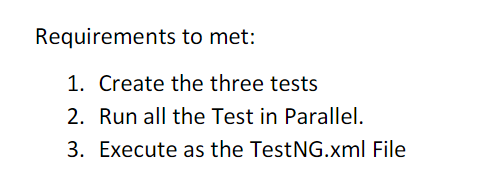 Requirements to met:
1. Create the three tests
2. Run all the Test in Parallel.
3. Execute as the TestNG.xml File